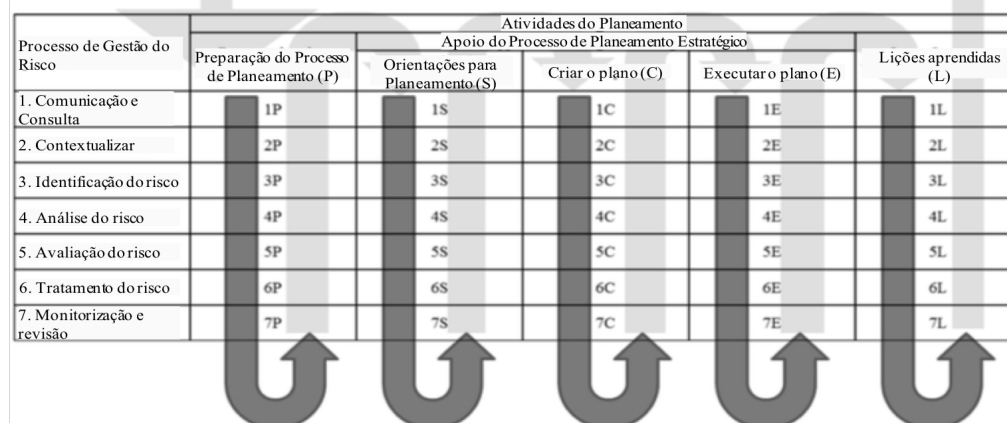 Atividades do Planeamento
Processo de Gestão do
Risco
Apoio do Processo de Planeamento Estratégico
Preparação do Processo
de Planeamento (P)
Orientações para
Planeamento (S)
Criar o plano (C)
Executar o plano (E)
Lições aprendidas
(L)
1. Comunicação e
Consulta
1P 1S 1C 1E 1L
2. Contextualizar 2P 2S 2C 2E 2L
3. Identificação do risco 3P 3S 3C 3E 3L
4. Análise do risco 4P 4S 4C 4E 4L
5. Avaliação do risco 5P 5S 5C 5E 5L
6. Tratamento do risco 6P 6S 6C 6E 6L
7. Monitorização e
revisão
7P 7S 7C 7E 7L